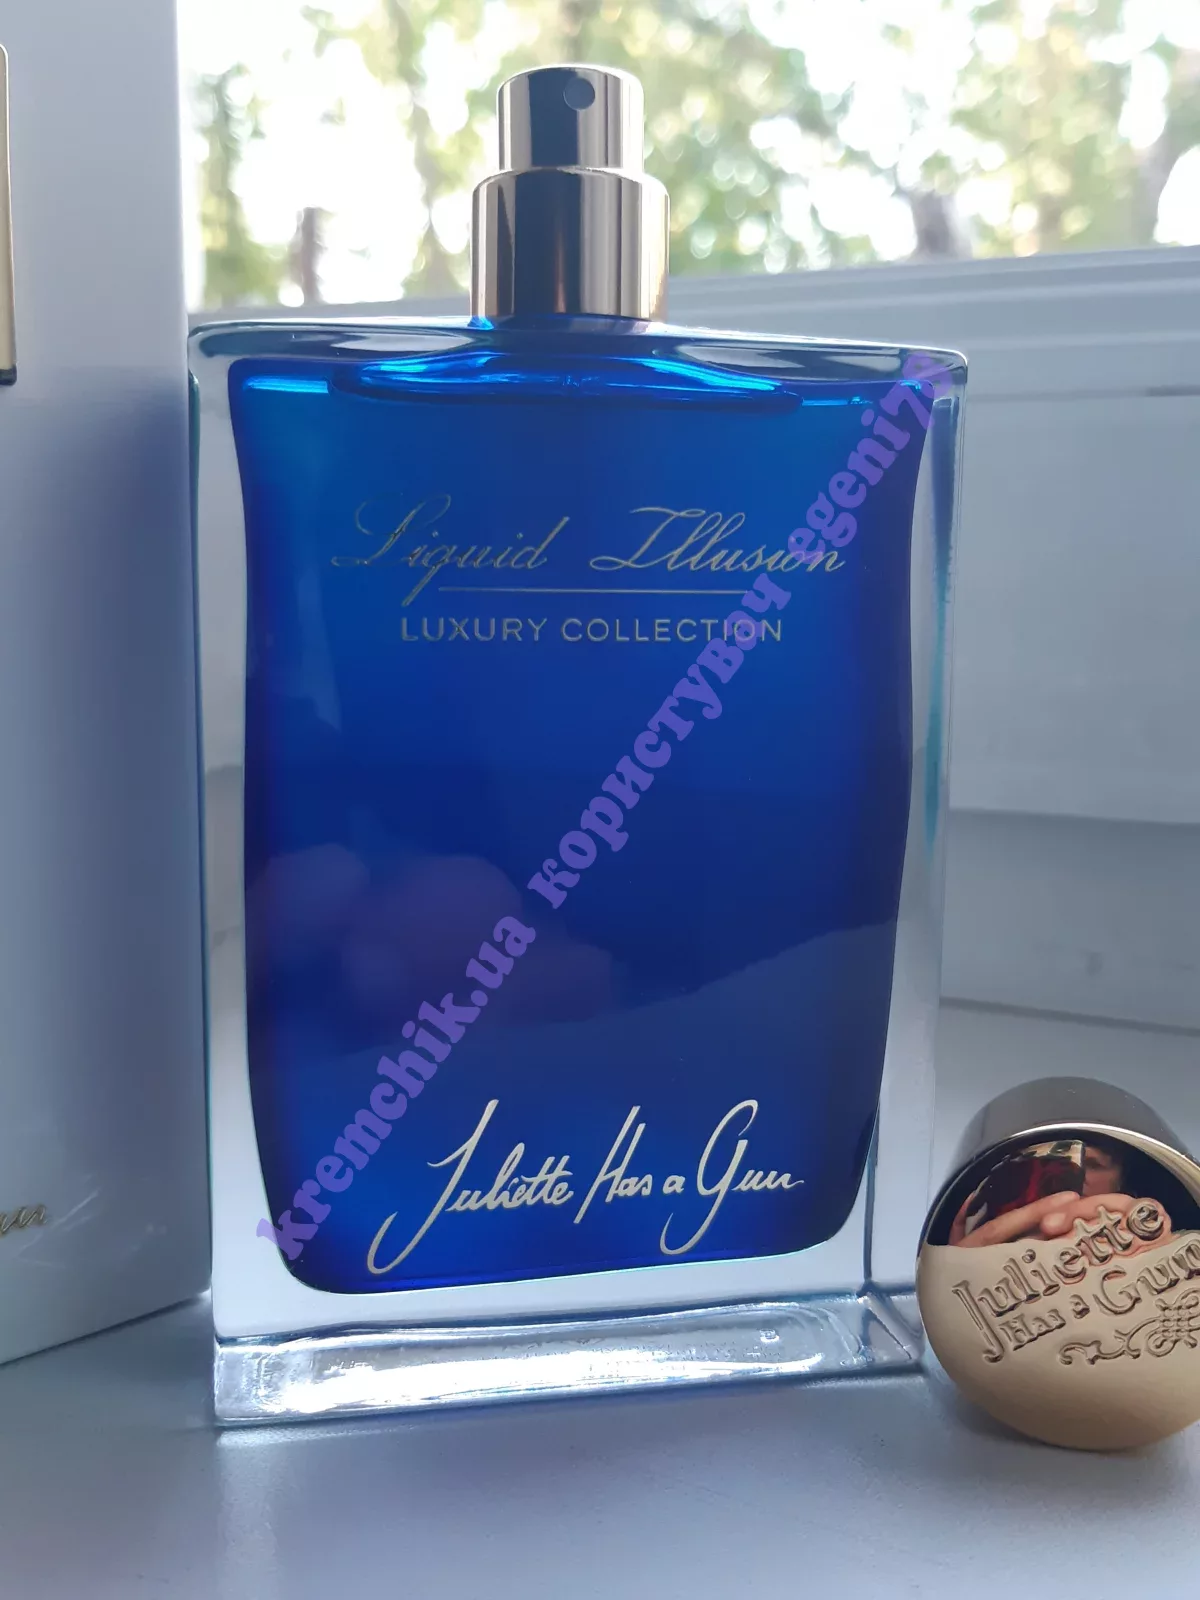 Liquid Illusion
LUXURY COLLECTION
kremchik.ua користувач egeni78
Juliette Has a Gun
Juliette
Has a Gun